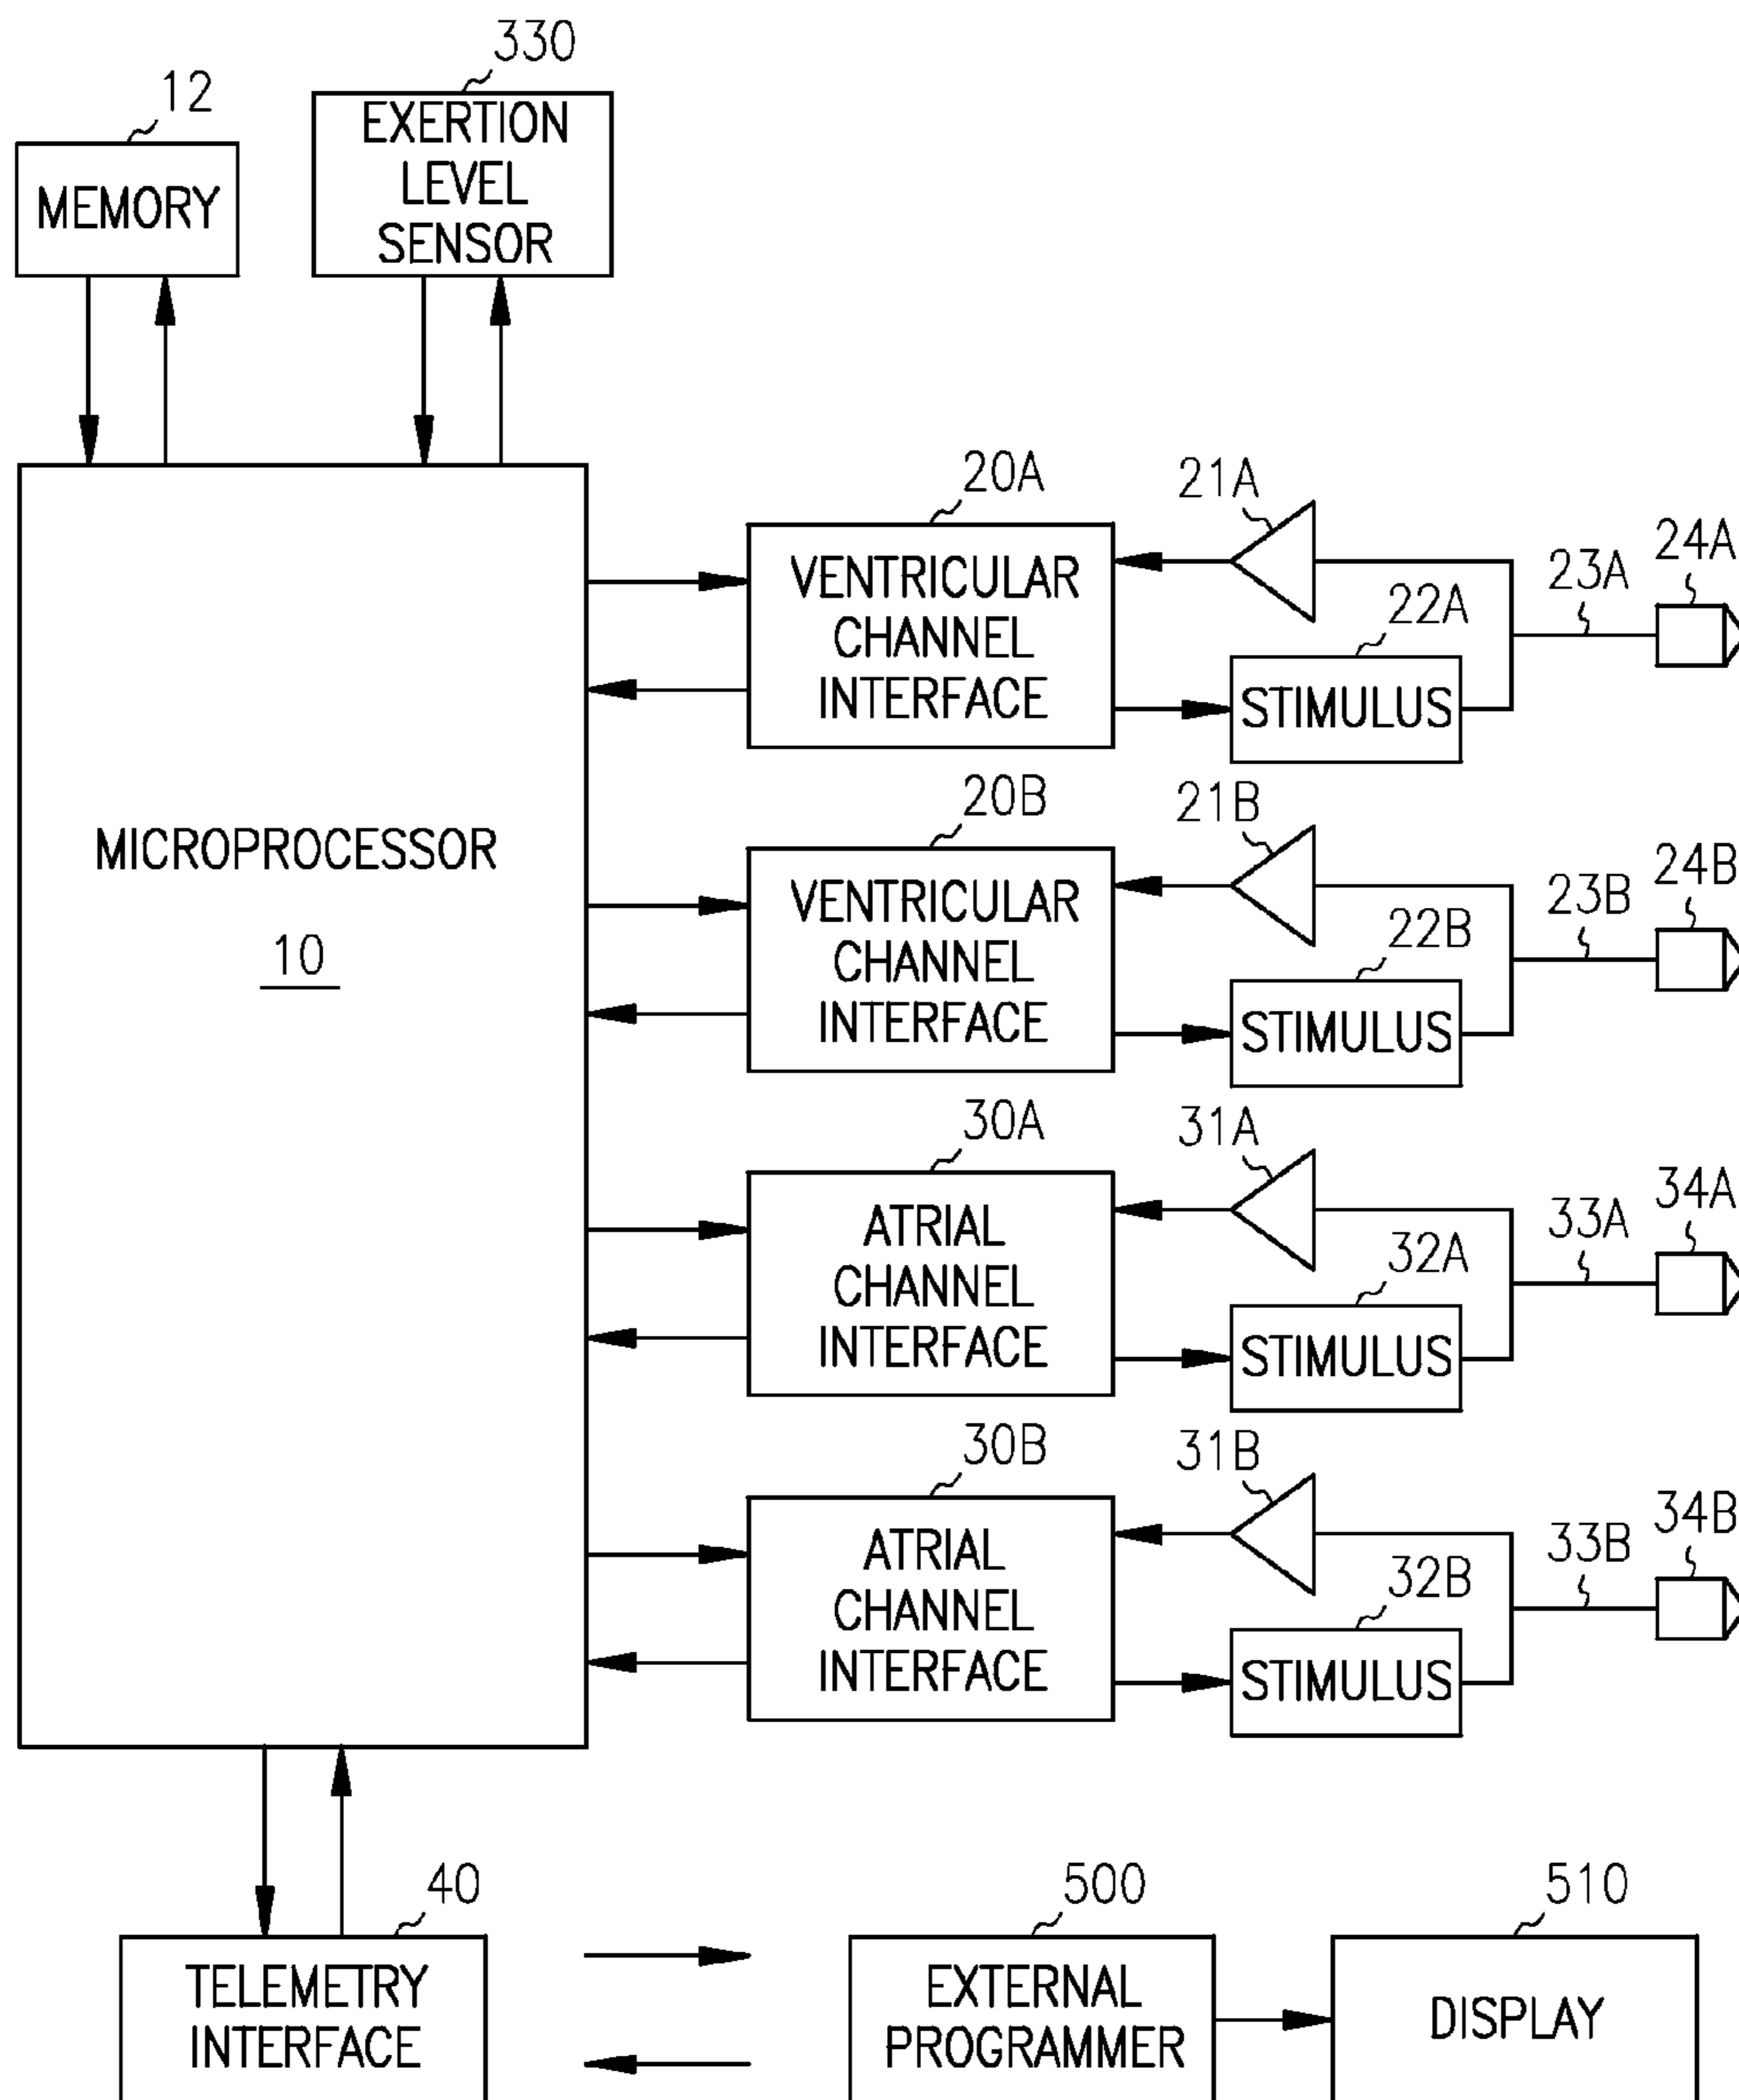 330
12
EXERTION
LEVEL
SENSOR
MEMORY
20A
21A
24A
23A
VENTRICULAR
CHANNEL
INTERFACE
22A
STIMULUS
MICROPROCESSOR
10
20B
21B
24B
23B
VENTRICULAR
CHANNEL
INTERFACE
22B
STIMULUS
30A
31A
34A
33A
ATRIAL
CHANNEL
INTERFACE
32A
STIMULUS
30B
31B
34B
33B
ATRIAL
CHANNEL
INTERFACE
32B
STIMULUS
40
500
510
TELEMETRY
INTERFACE
EXTERNAL
PROGRAMMER
DISPLAY